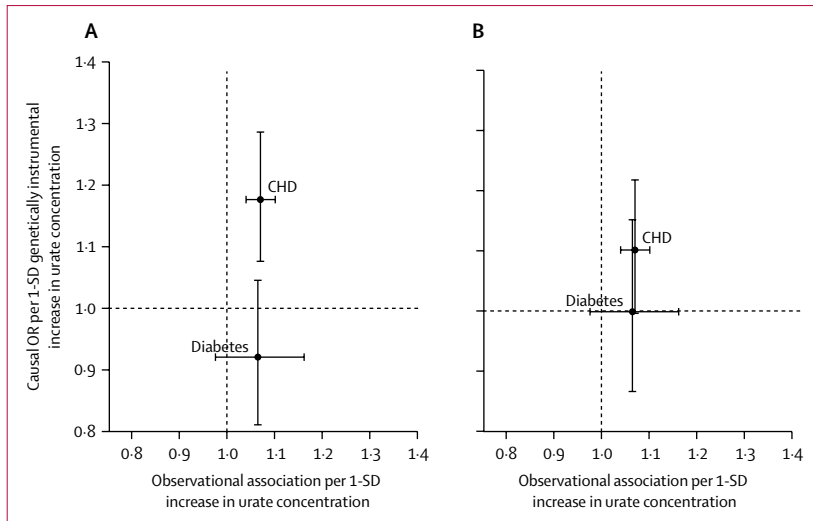 A
B
Causal OR per 1-SD genetically instrumental
increase in urate concentration
1·4
1·3
1·2
1·1
1·0
0·9
0·8
CHD
Diabetes
0·8 0·9 1·0 1·1 1·2 1·3 1·4
Observational association per 1-SD
increase in urate concentration
CHD
Diabetes
0·8 0·9 1·0 1·1 1·2 1·3 1·4
Observational association per 1-SD
increase in urate concentration